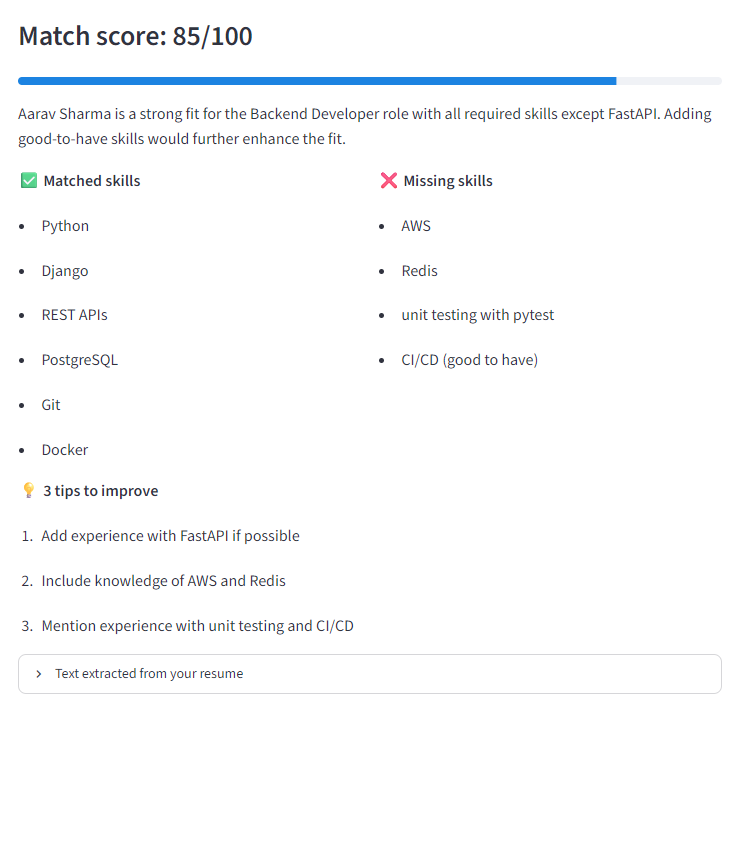 Match score: 85/100
Aarav Sharma is a strong fit for the Backend Developer role with all required skills except FastAPI. Adding
good-to-have skills would further enhance the fit.
✅ Matched skills
• Python
• Django
• REST APIs
• PostgreSQL
• Git
• Docker
❌ Missing skills
• AWS
• Redis
• unit testing with pytest
• CI/CD (good to have)
💡 3 tips to improve
1. Add experience with FastAPI if possible
2. Include knowledge of AWS and Redis
3. Mention experience with unit testing and CI/CD
Text extracted from your resume